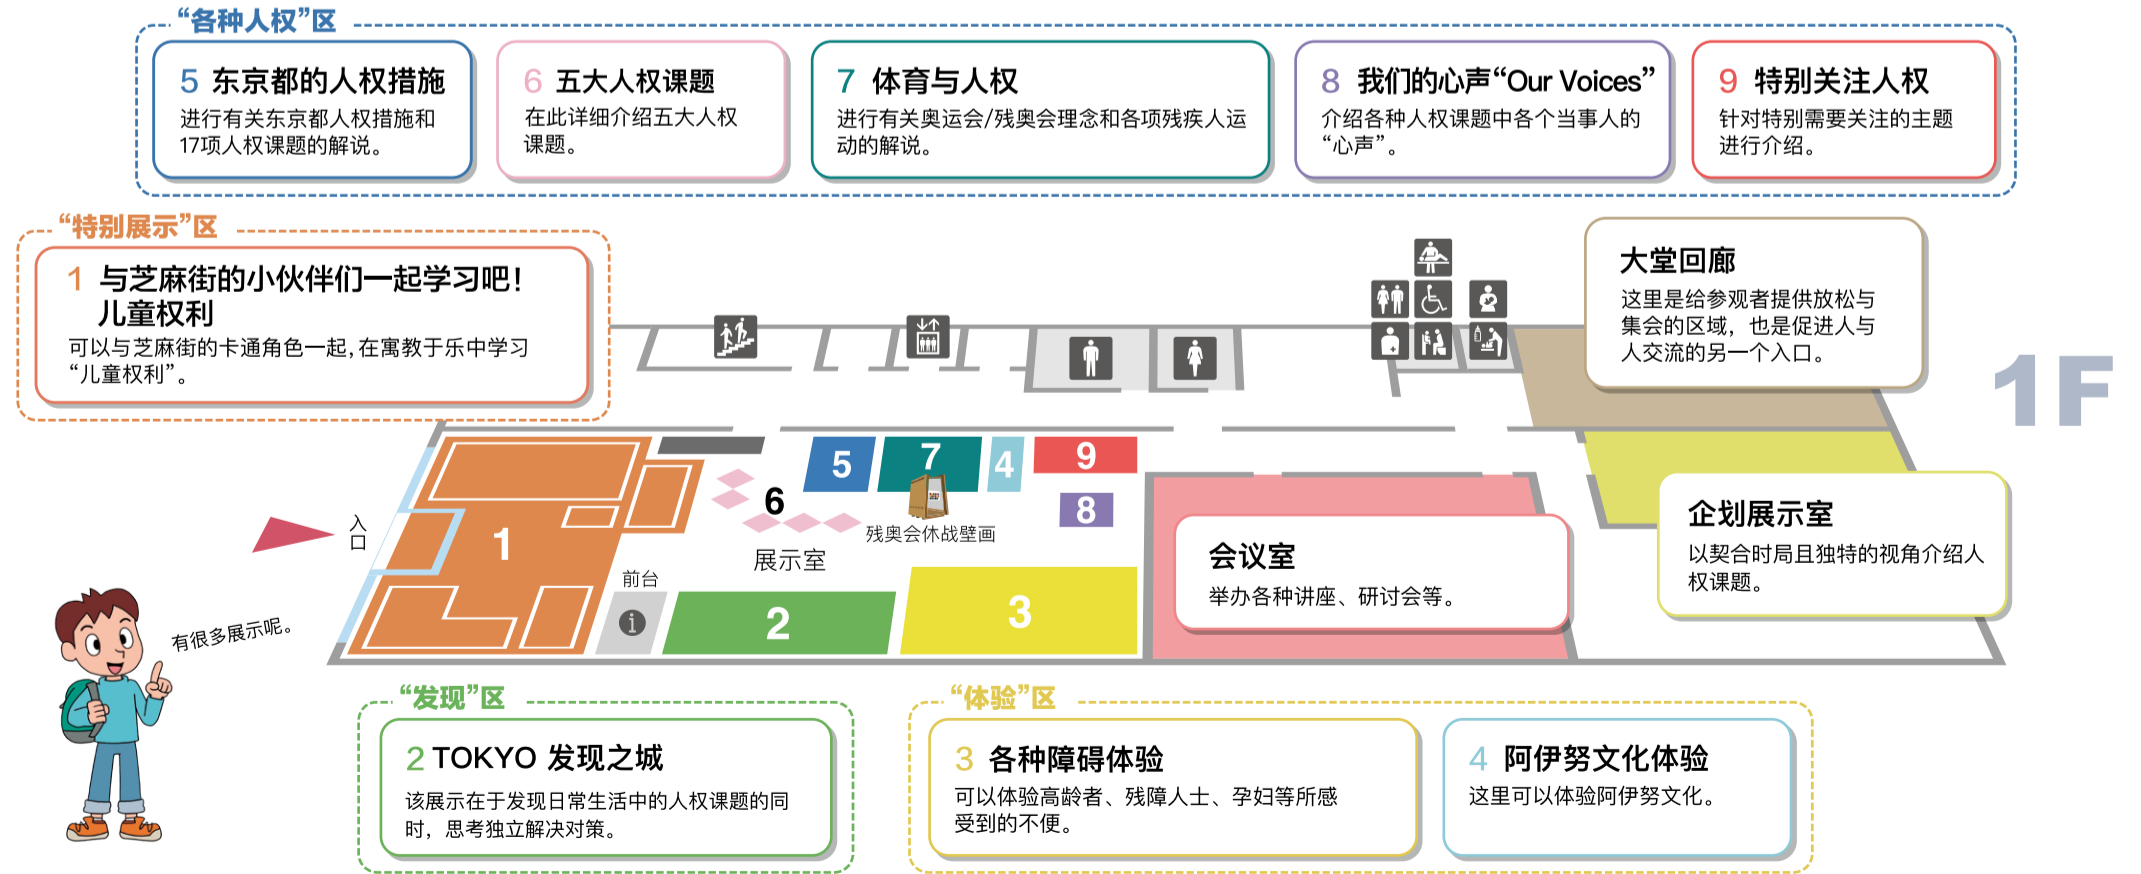 “各种人权”区
5 东京都的人权措施
进行有关东京都人权措施和
17项人权课题的解说。
6 五大人权课题
在此详细介绍五大人权
课题。
7 体育与人权
进行有关奥运会/残奥会理念和各项残疾人运
动的解说。
8 我们的心声“Our Voices”
介绍各种人权课题中各个当事人的
“心声”。
9 特别关注人权
针对特别需要关注的主题
进行介绍。
“特别展示”区
1 与芝麻街的小伙伴们一起学习吧！
儿童权利
可以与芝麻街的卡通角色一起,在寓教于乐中学习
“儿童权利”。
大堂回廊
这里是给参观者提供放松与
集会的区域，也是促进人与
人交流的另一个入口。
1F
入口
1
6
5
7
4
9
8
残奥会休战壁画
展示室
前台
i
2
3
会议室
举办各种讲座、研讨会等。
企划展示室
以契合时局且独特的视角介绍人
权课题。
有很多展示呢。
“发现”区
2 TOKYO 发现之城
该展示在于发现日常生活中的人权课题的同
时，思考独立解决对策。
“体验”区
3 各种障碍体验
可以体验高龄者、残障人士、孕妇等所感
受到的不便。
4 阿伊努文化体验
这里可以体验阿伊努文化。